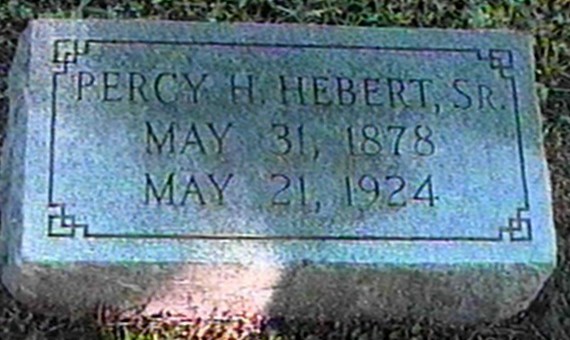 PERCY H. HEBERT, SR.
MAY 31, 1878
MAY 21, 1924